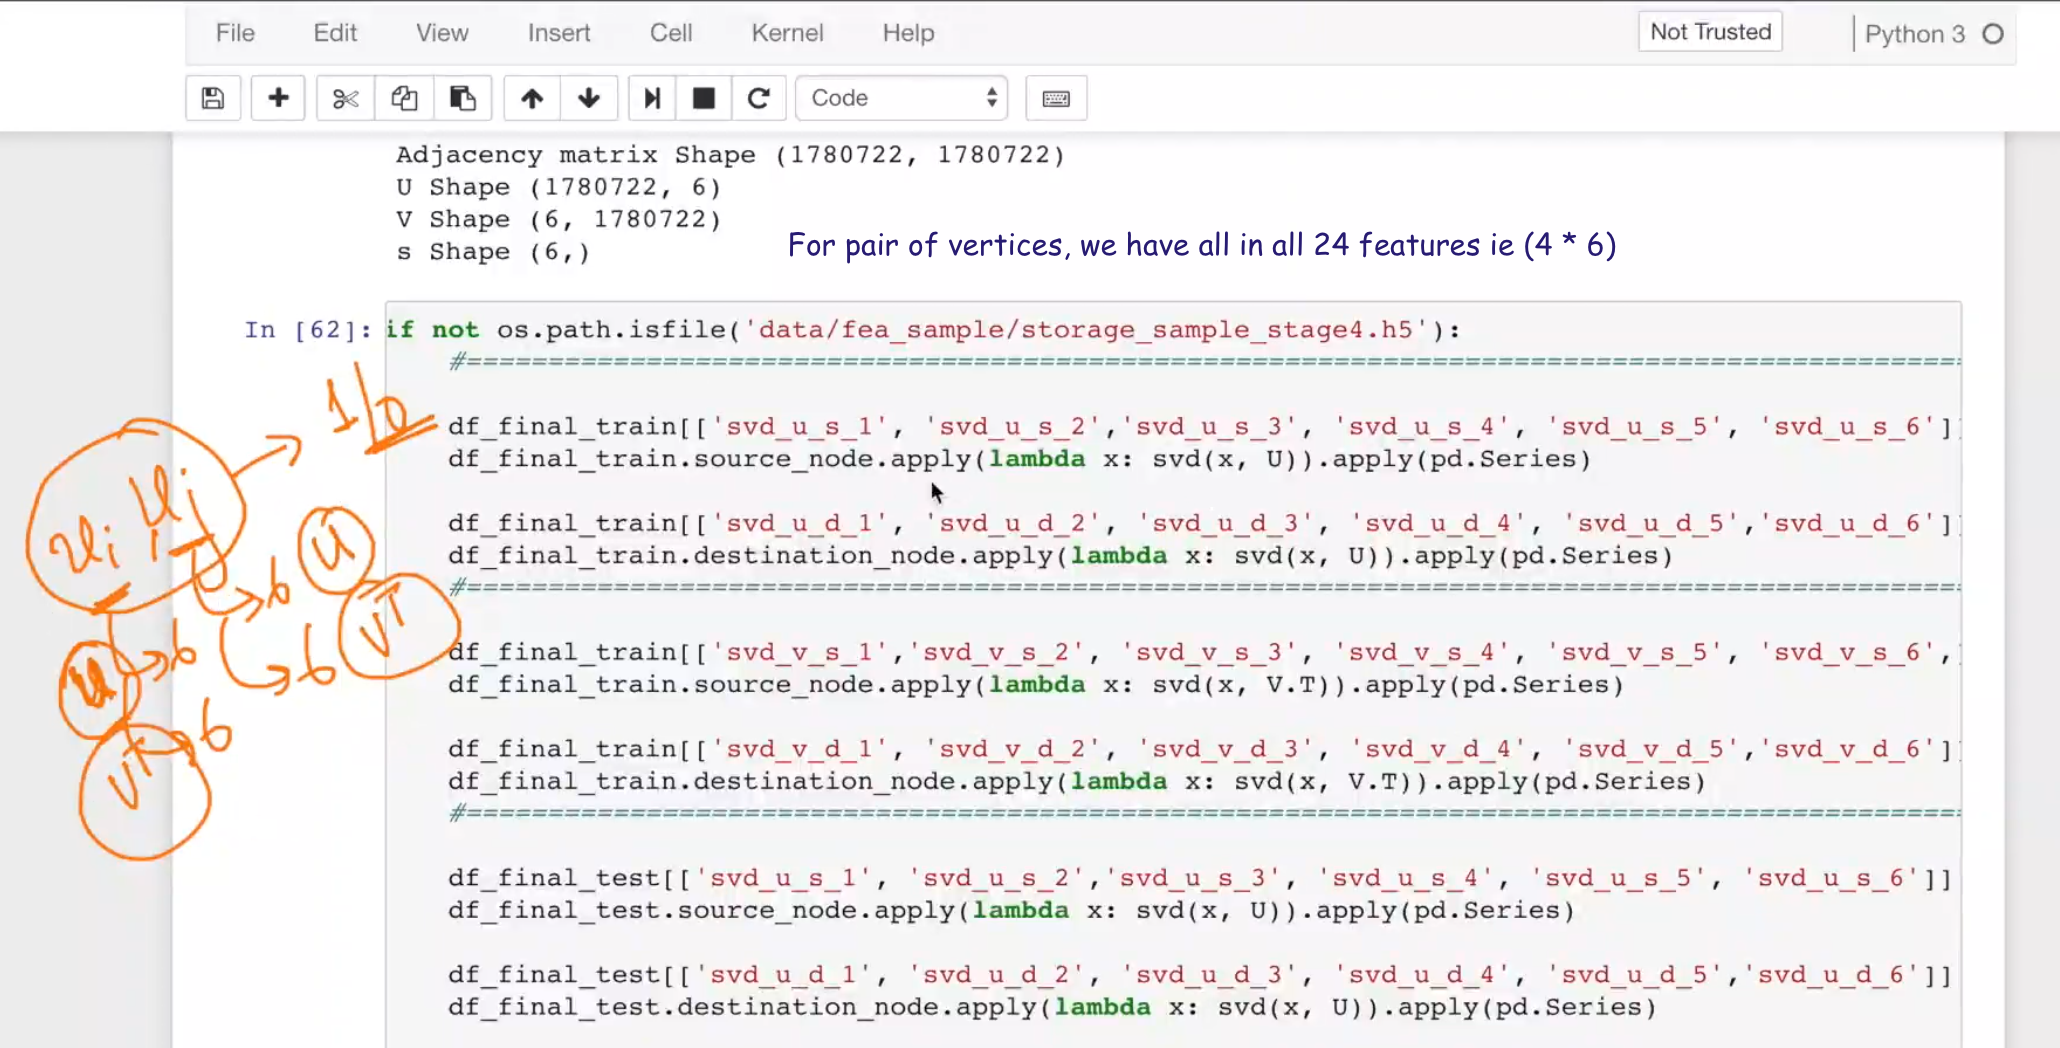 File Edit View Insert Cell Kernel Help Not Trusted Python 3
Code
Adjacency matrix Shape (1780722, 1780722)
U Shape (1780722, 6)
V Shape (6, 1780722)
s Shape (6,)
For pair of vertices, we have all in all 24 features ie (4 * 6)
In [62]: if not os.path.isfile('data/fea_sample/storage_sample_stage4.h5'):
#===========================================================================================
1/0
df_final_train[['svd_u_s_1', 'svd_u_s_2','svd_u_s_3', 'svd_u_s_4', 'svd_u_s_5', 'svd_u_s_6']
df_final_train.source_node.apply(lambda x: svd(x, U)).apply(pd.Series)
ui uj
df_final_train[['svd_u_d_1', 'svd_u_d_2', 'svd_u_d_3', 'svd_u_d_4', 'svd_u_d_5','svd_u_d_6']
df_final_train.destination_node.apply(lambda x: svd(x, U)).apply(pd.Series)
#===========================================================================================
6 U
6 VT
df_final_train[['svd_v_s_1','svd_v_s_2', 'svd_v_s_3', 'svd_v_s_4', 'svd_v_s_5', 'svd_v_s_6',
df_final_train.source_node.apply(lambda x: svd(x, V.T)).apply(pd.Series)
U 6
VT 6
df_final_train[['svd_v_d_1', 'svd_v_d_2', 'svd_v_d_3', 'svd_v_d_4', 'svd_v_d_5','svd_v_d_6']
df_final_train.destination_node.apply(lambda x: svd(x, V.T)).apply(pd.Series)
#===========================================================================================
df_final_test[['svd_u_s_1', 'svd_u_s_2','svd_u_s_3', 'svd_u_s_4', 'svd_u_s_5', 'svd_u_s_6']]
df_final_test.source_node.apply(lambda x: svd(x, U)).apply(pd.Series)
df_final_test[['svd_u_d_1', 'svd_u_d_2', 'svd_u_d_3', 'svd_u_d_4', 'svd_u_d_5','svd_u_d_6']]
df_final_test.destination_node.apply(lambda x: svd(x, U)).apply(pd.Series)